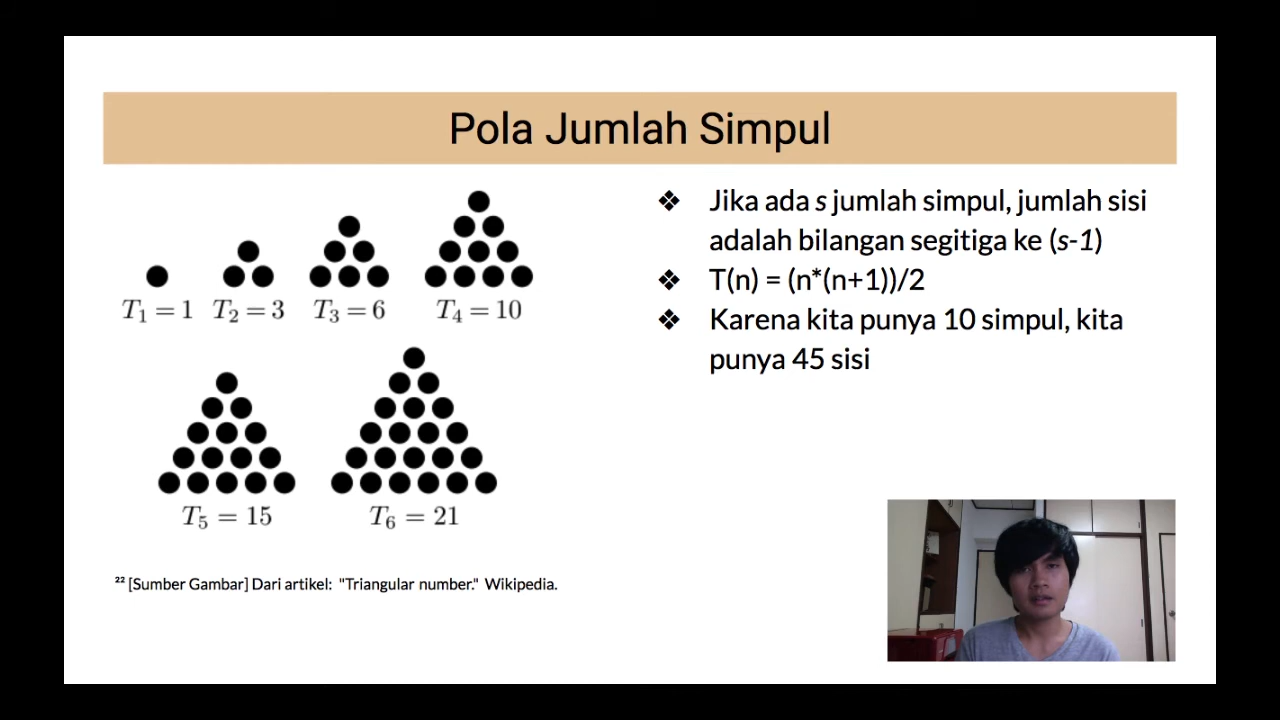 Pola Jumlah Simpul
T₁ = 1
T₂ = 3
T₃ = 6
T₄ = 10
T₅ = 15
T₆ = 21
²² [Sumber Gambar] Dari artikel: "Triangular number." Wikipedia.
❖ Jika ada s jumlah simpul, jumlah sisi
adalah bilangan segitiga ke (s-1)
❖ T(n) = (n*(n+1))/2
❖ Karena kita punya 10 simpul, kita
punya 45 sisi